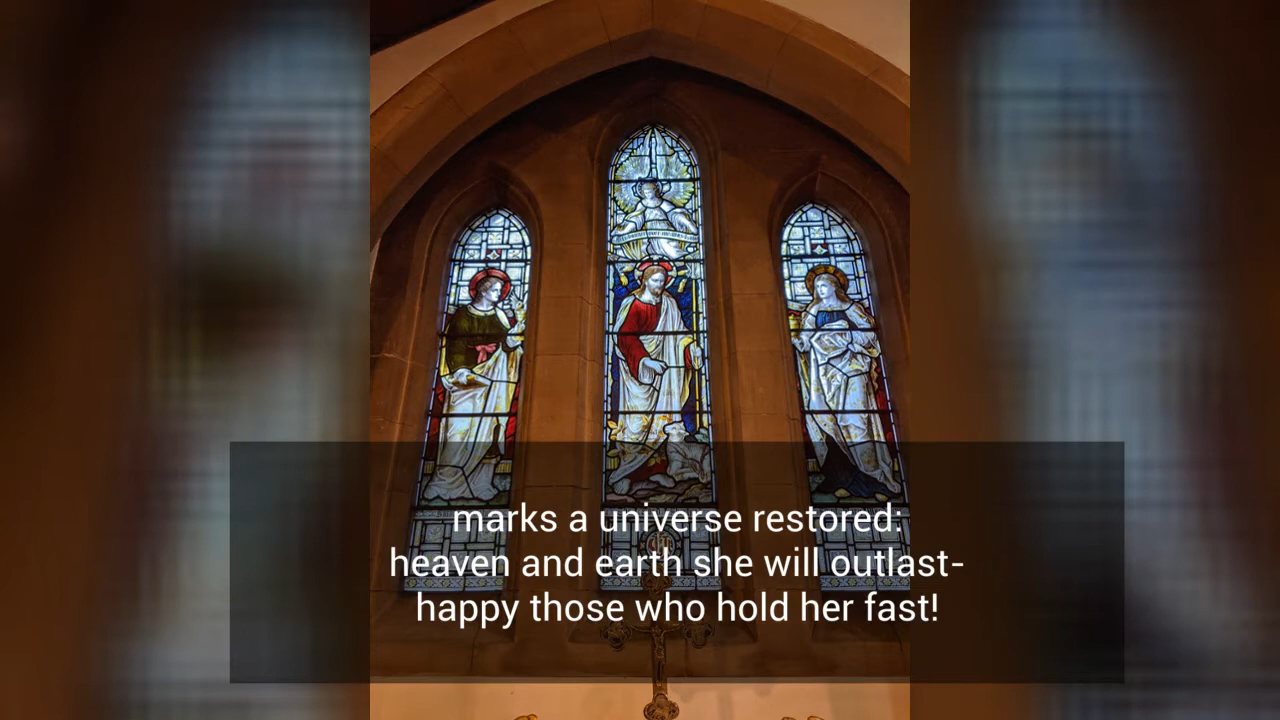 marks a universe restored:
heaven and earth she will outlast-
happy those who hold her fast!